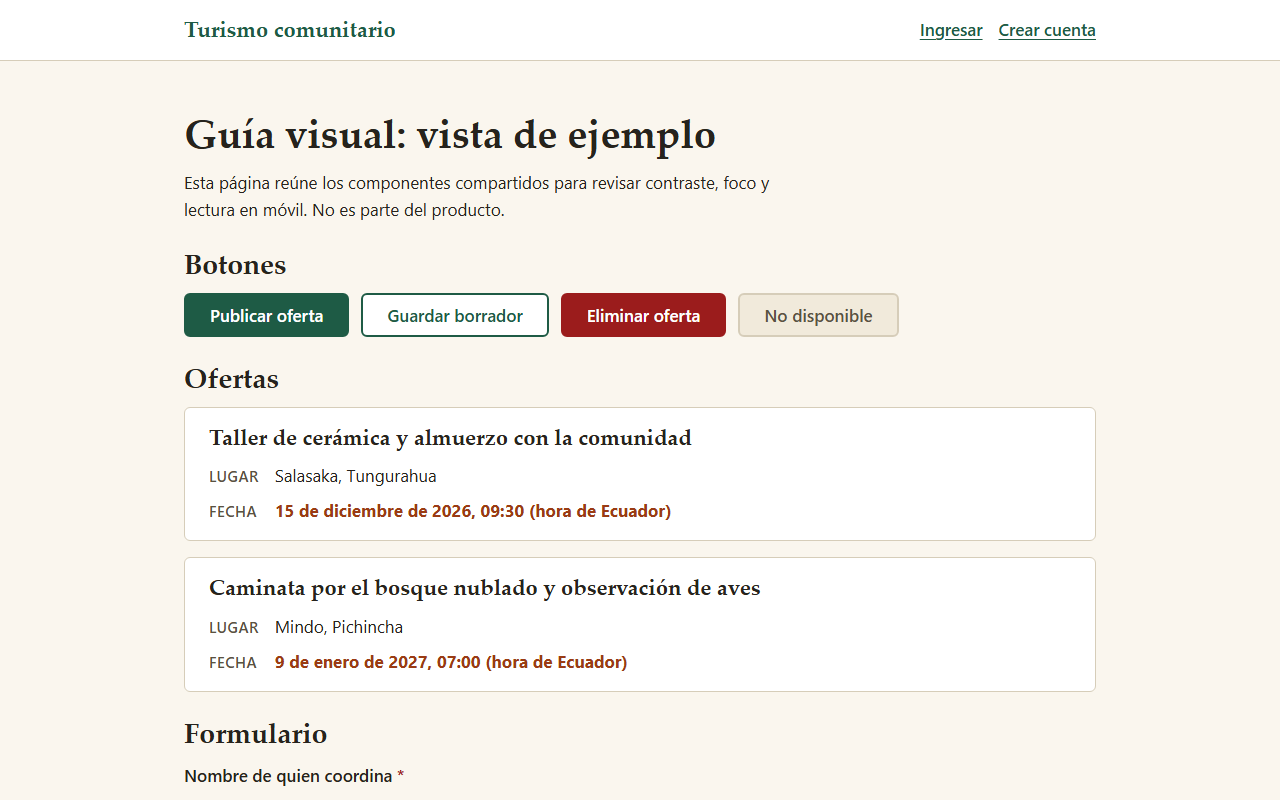 Turismo comunitario
Ingresar Crear cuenta
Guía visual: vista de ejemplo
Esta página reúne los componentes compartidos para revisar contraste, foco y
lectura en móvil. No es parte del producto.
Botones
Publicar oferta Guardar borrador Eliminar oferta No disponible
Ofertas
Taller de cerámica y almuerzo con la comunidad
LUGAR Salasaka, Tungurahua
FECHA 15 de diciembre de 2026, 09:30 (hora de Ecuador)
Caminata por el bosque nublado y observación de aves
LUGAR Mindo, Pichincha
FECHA 9 de enero de 2027, 07:00 (hora de Ecuador)
Formulario
Nombre de quien coordina *